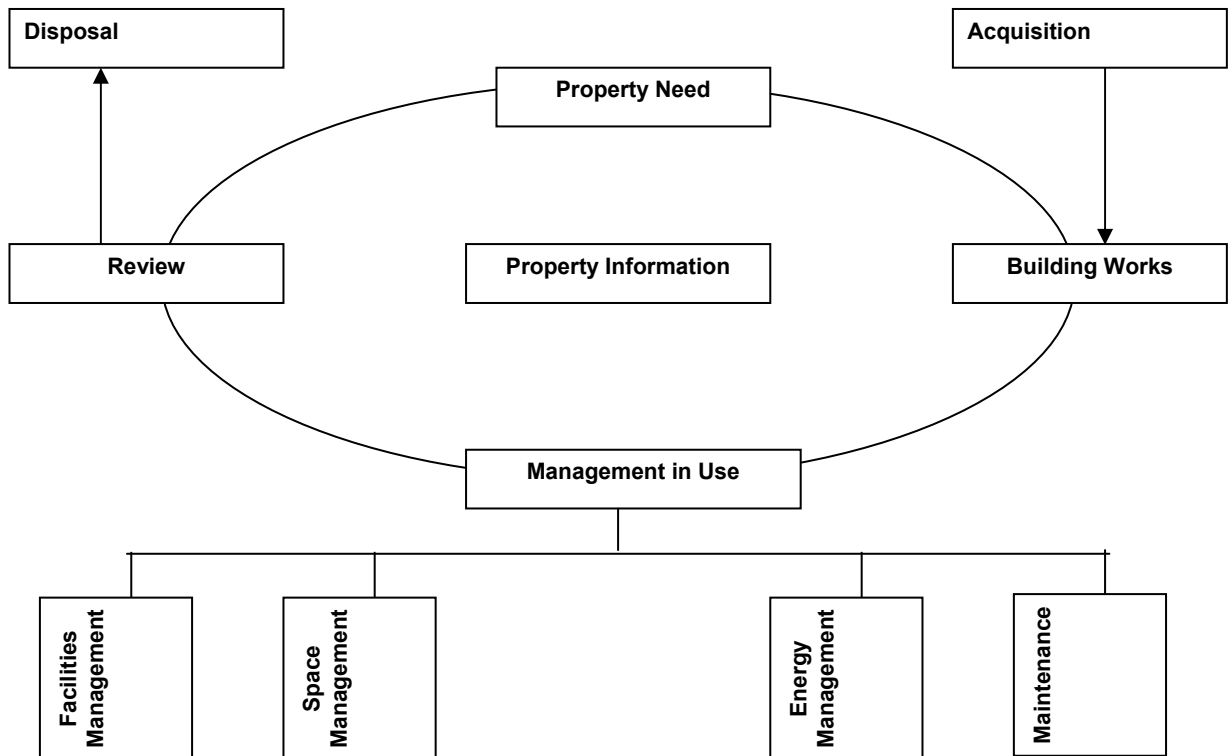 Disposal
Acquisition
Property Need
Review
Property Information
Building Works
Management in Use
Facilities
Management
Space
Management
Energy
Management
Maintenance